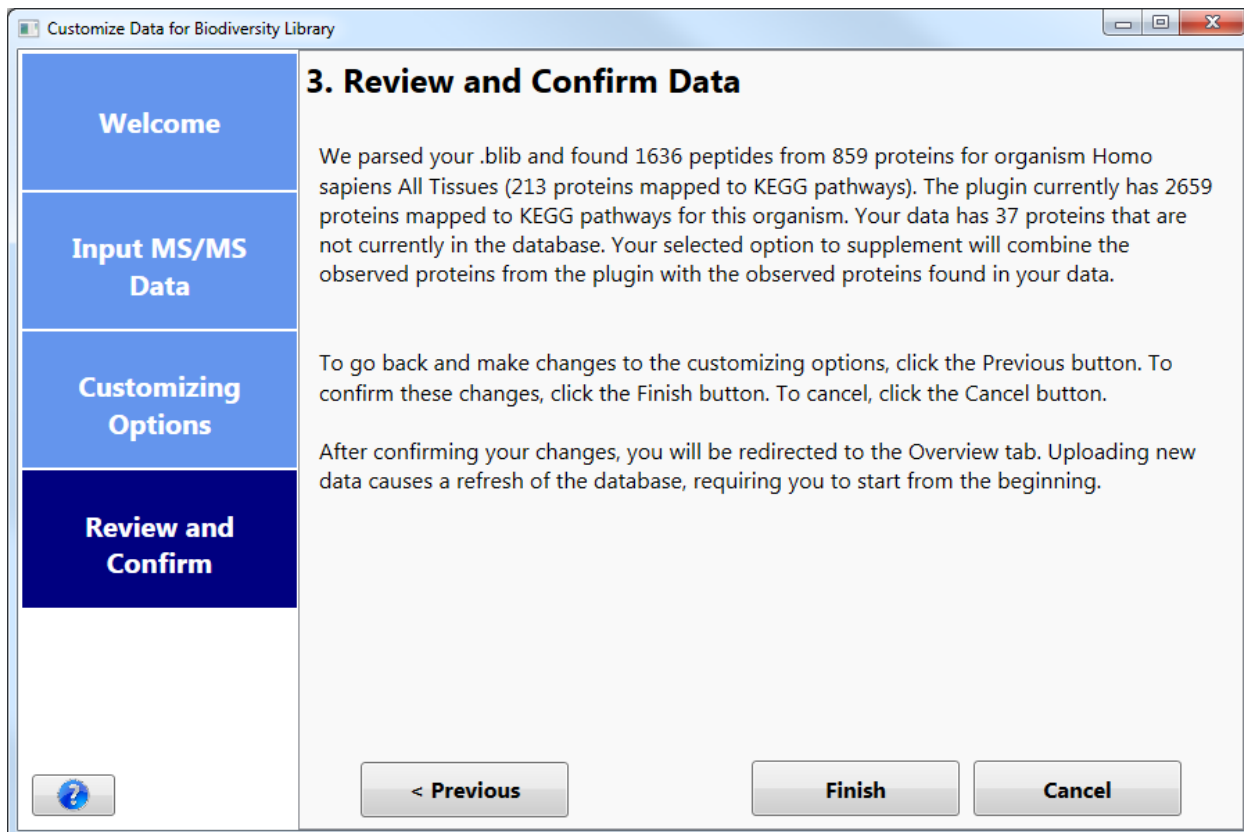 Customize Data for Biodiversity Library
Welcome
Input MS/MS
Data
Customizing
Options
Review and
Confirm
3. Review and Confirm Data
We parsed your .blib and found 1636 peptides from 859 proteins for organism Homo
sapiens All Tissues (213 proteins mapped to KEGG pathways). The plugin currently has 2659
proteins mapped to KEGG pathways for this organism. Your data has 37 proteins that are
not currently in the database. Your selected option to supplement will combine the
observed proteins from the plugin with the observed proteins found in your data.
To go back and make changes to the customizing options, click the Previous button. To
confirm these changes, click the Finish button. To cancel, click the Cancel button.
After confirming your changes, you will be redirected to the Overview tab. Uploading new
data causes a refresh of the database, requiring you to start from the beginning.
?
< Previous
Finish
Cancel